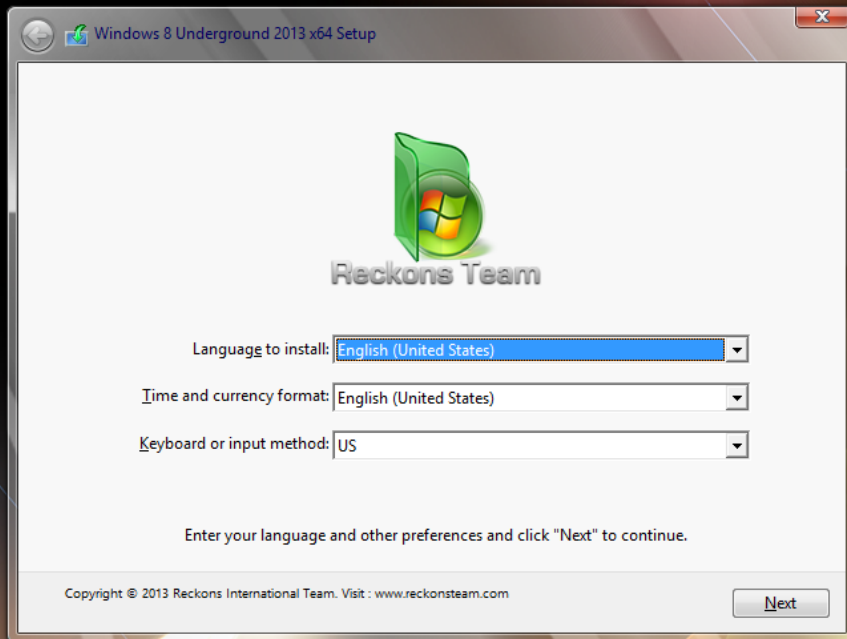 Windows 8 Underground 2013 x64 Setup
Reckons Team
Language to install: English (United States)
Time and currency format: English (United States)
Keyboard or input method: US
Enter your language and other preferences and click "Next" to continue.
Copyright © 2013 Reckons International Team. Visit : www.reckonsteam.com
Next